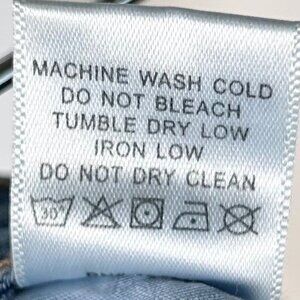 MACHINE WASH COLD
DO NOT BLEACH
TUMBLE DRY LOW
IRON LOW
DO NOT DRY CLEAN
30°